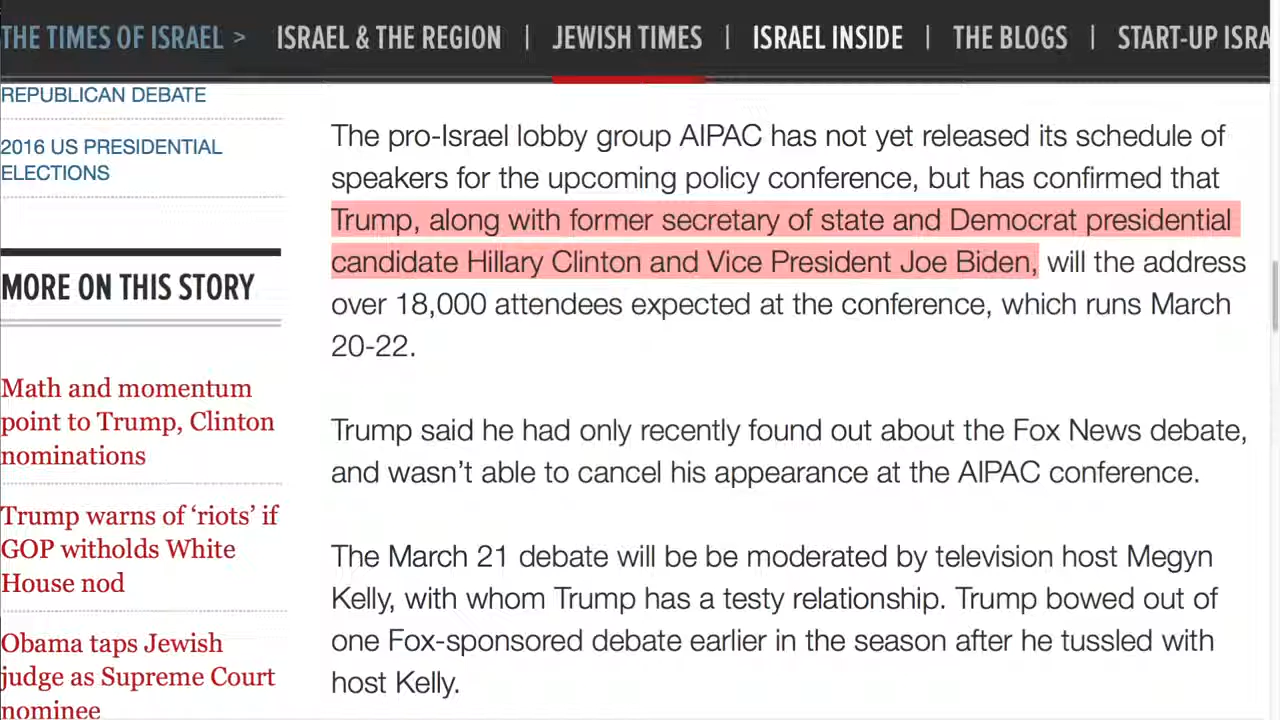 THE TIMES OF ISRAEL > ISRAEL & THE REGION | JEWISH TIMES | ISRAEL INSIDE | THE BLOGS | START-UP ISRA
REPUBLICAN DEBATE
2016 US PRESIDENTIAL
ELECTIONS
MORE ON THIS STORY
Math and momentum
point to Trump, Clinton
nominations
Trump warns of ‘riots’ if
GOP witholds White
House nod
Obama taps Jewish
judge as Supreme Court
nominee
The pro-Israel lobby group AIPAC has not yet released its schedule of
speakers for the upcoming policy conference, but has confirmed that
Trump, along with former secretary of state and Democrat presidential
candidate Hillary Clinton and Vice President Joe Biden, will the address
over 18,000 attendees expected at the conference, which runs March
20-22.
Trump said he had only recently found out about the Fox News debate,
and wasn’t able to cancel his appearance at the AIPAC conference.
The March 21 debate will be be moderated by television host Megyn
Kelly, with whom Trump has a testy relationship. Trump bowed out of
one Fox-sponsored debate earlier in the season after he tussled with
host Kelly.